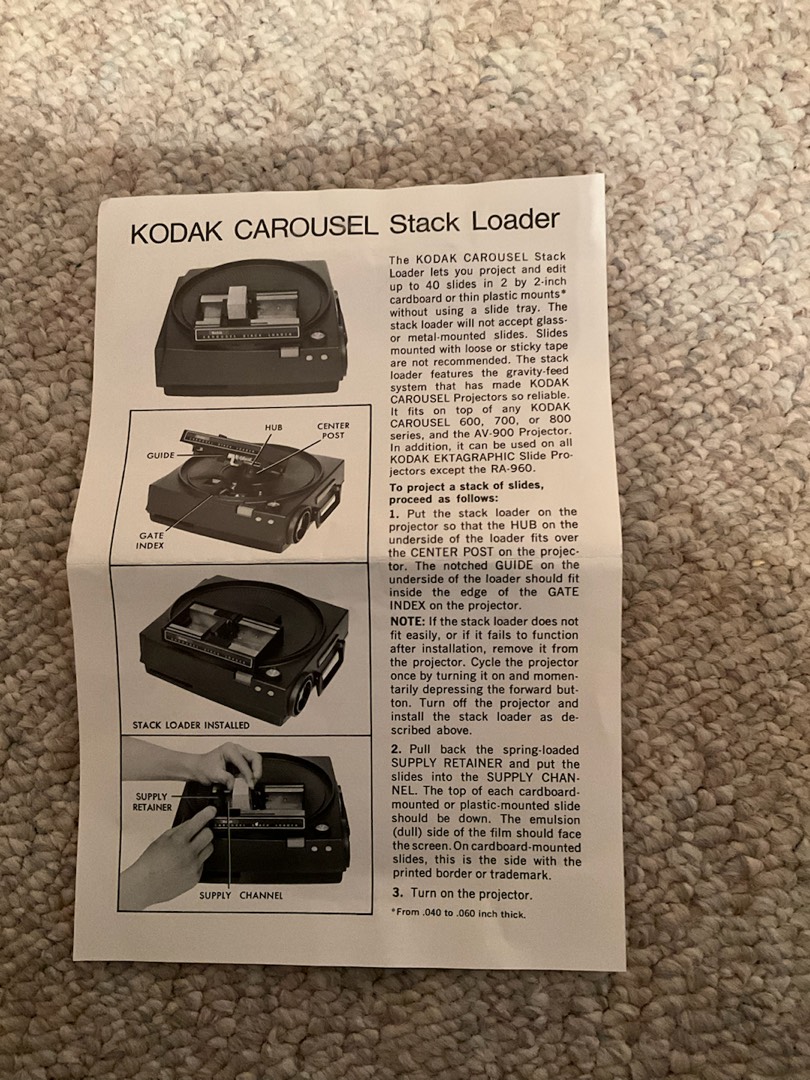 KODAK CAROUSEL Stack Loader
CAROUSEL STACK LOADER
HUB
CENTER
POST
GUIDE
GATE
INDEX
STACK LOADER INSTALLED
SUPPLY
RETAINER
SUPPLY CHANNEL
The KODAK CAROUSEL Stack
Loader lets you project and edit
up to 40 slides in 2 by 2-inch
cardboard or thin plastic mounts*
without using a slide tray. The
stack loader will not accept glass-
or metal-mounted slides. Slides
mounted with loose or sticky tape
are not recommended. The stack
loader features the gravity-feed
system that has made KODAK
CAROUSEL Projectors so reliable.
It fits on top of any KODAK
CAROUSEL 600, 700, or 800
series, and the AV-900 Projector.
In addition, it can be used on all
KODAK EKTAGRAPHIC Slide Pro-
jectors except the RA-960.
To project a stack of slides,
proceed as follows:
1. Put the stack loader on the
projector so that the HUB on the
underside of the loader fits over
the CENTER POST on the projec-
tor. The notched GUIDE on the
underside of the loader should fit
inside the edge of the GATE
INDEX on the projector.
NOTE: If the stack loader does not
fit easily, or if it fails to function
after installation, remove it from
the projector. Cycle the projector
once by turning it on and momen-
tarily depressing the forward but-
ton. Turn off the projector and
install the stack loader as de-
scribed above.
2. Pull back the spring-loaded
SUPPLY RETAINER and put the
slides into the SUPPLY CHAN-
NEL. The top of each cardboard-
mounted or plastic-mounted slide
should be down. The emulsion
(dull) side of the film should face
the screen. On cardboard-mounted
slides, this is the side with the
printed border or trademark.
3. Turn on the projector.
*From .040 to .060 inch thick.